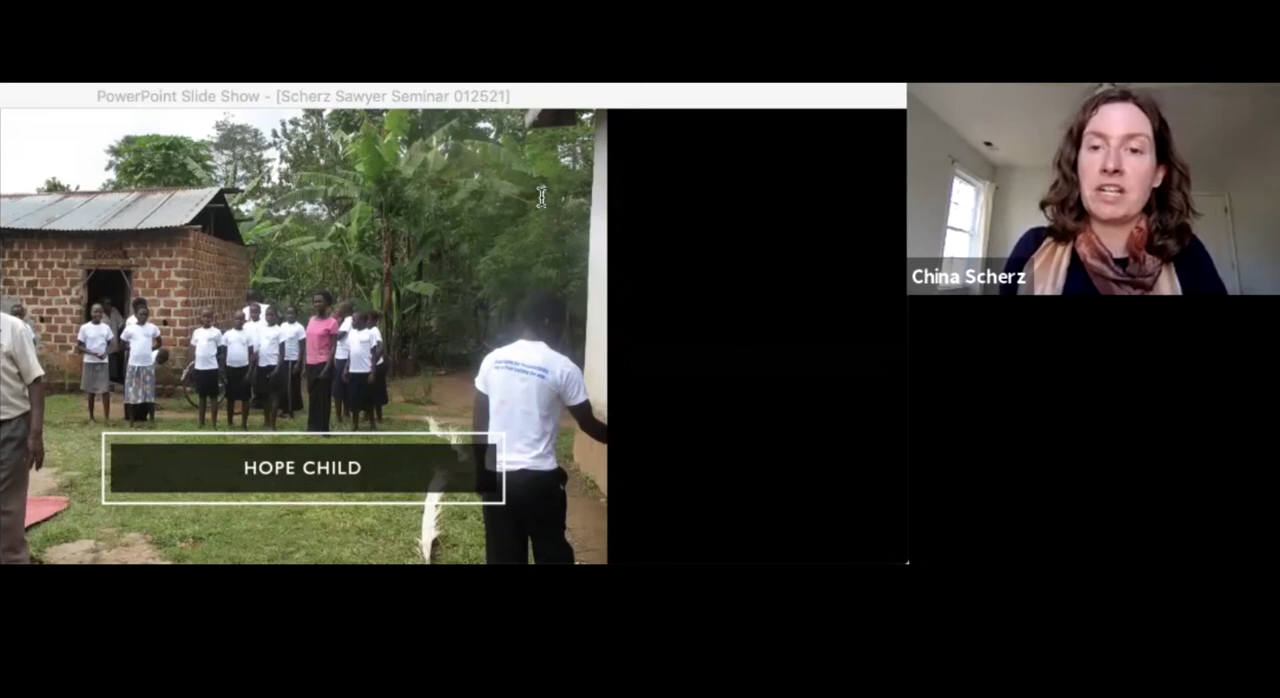 PowerPoint Slide Show - [Scherz Sawyer Seminar 012521]
China Scherz
HOPE CHILD